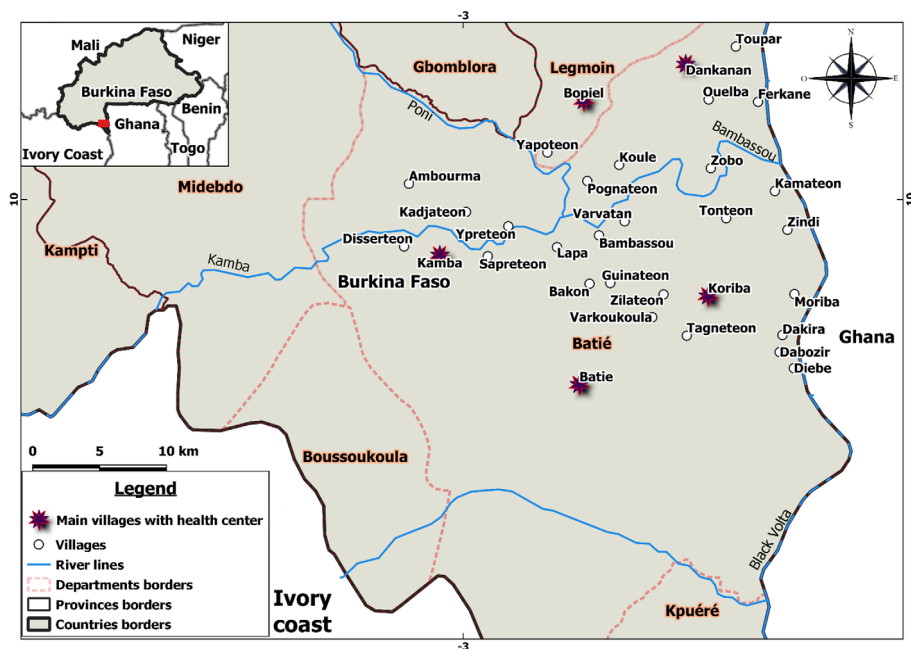 -3
Mali
Niger
Burkina Faso
Benin
Ghana
Ivory Coast
Togo
N
O
E
S
Toupar
Gbomblora
Legmoin
Dankanan
Bopiel
Ouelba
Ferkane
Poni
Bambassou
Yapoteon
Koule
Zobo
Ambourma
Pognateon
Kamateon
Midebdo
10
10
Kadjateon
Varvatan
Tonteon
Zindi
Disserteon
Ypreteon
Bambassou
Kampti
Kamba
Kamba
Sapreteon
Lapa
Burkina Faso
Bakon
Guinateon
Koriba
Zilateon
Moriba
Varkoukoula
Tagneteon
Dakira
Ghana
Batié
Dabozir
Diebe
Batie
0
5
10 km
Boussoukoula
Legend
Main villages with health center
Villages
River lines
Departments borders
Provinces borders
Countries borders
Black Volta
Ivory
coast
Kpuéré
-3